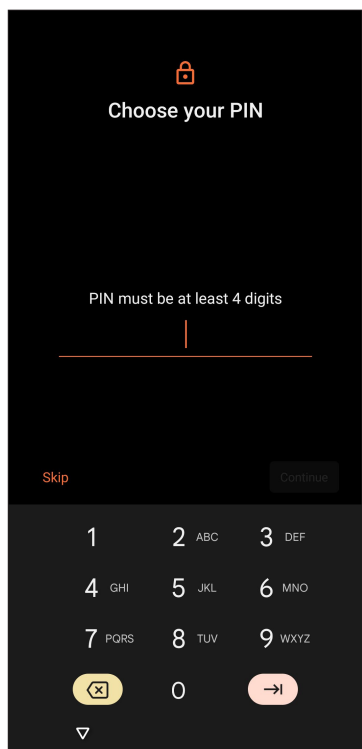 Choose your PIN
PIN must be at least 4 digits
Skip Continue
1 2 ABC 3 DEF
4 GHI 5 JKL 6 MNO
7 PQRS 8 TUV 9 WXYZ
0